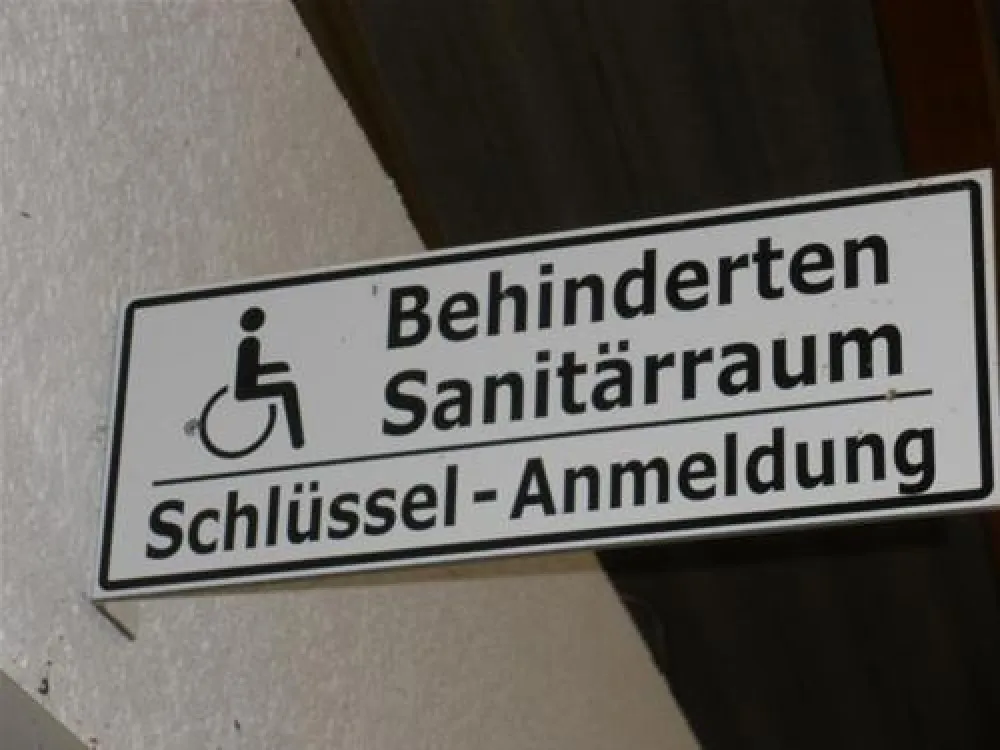 Behinderten
Sanitärraum
Schlüssel-Anmeldung